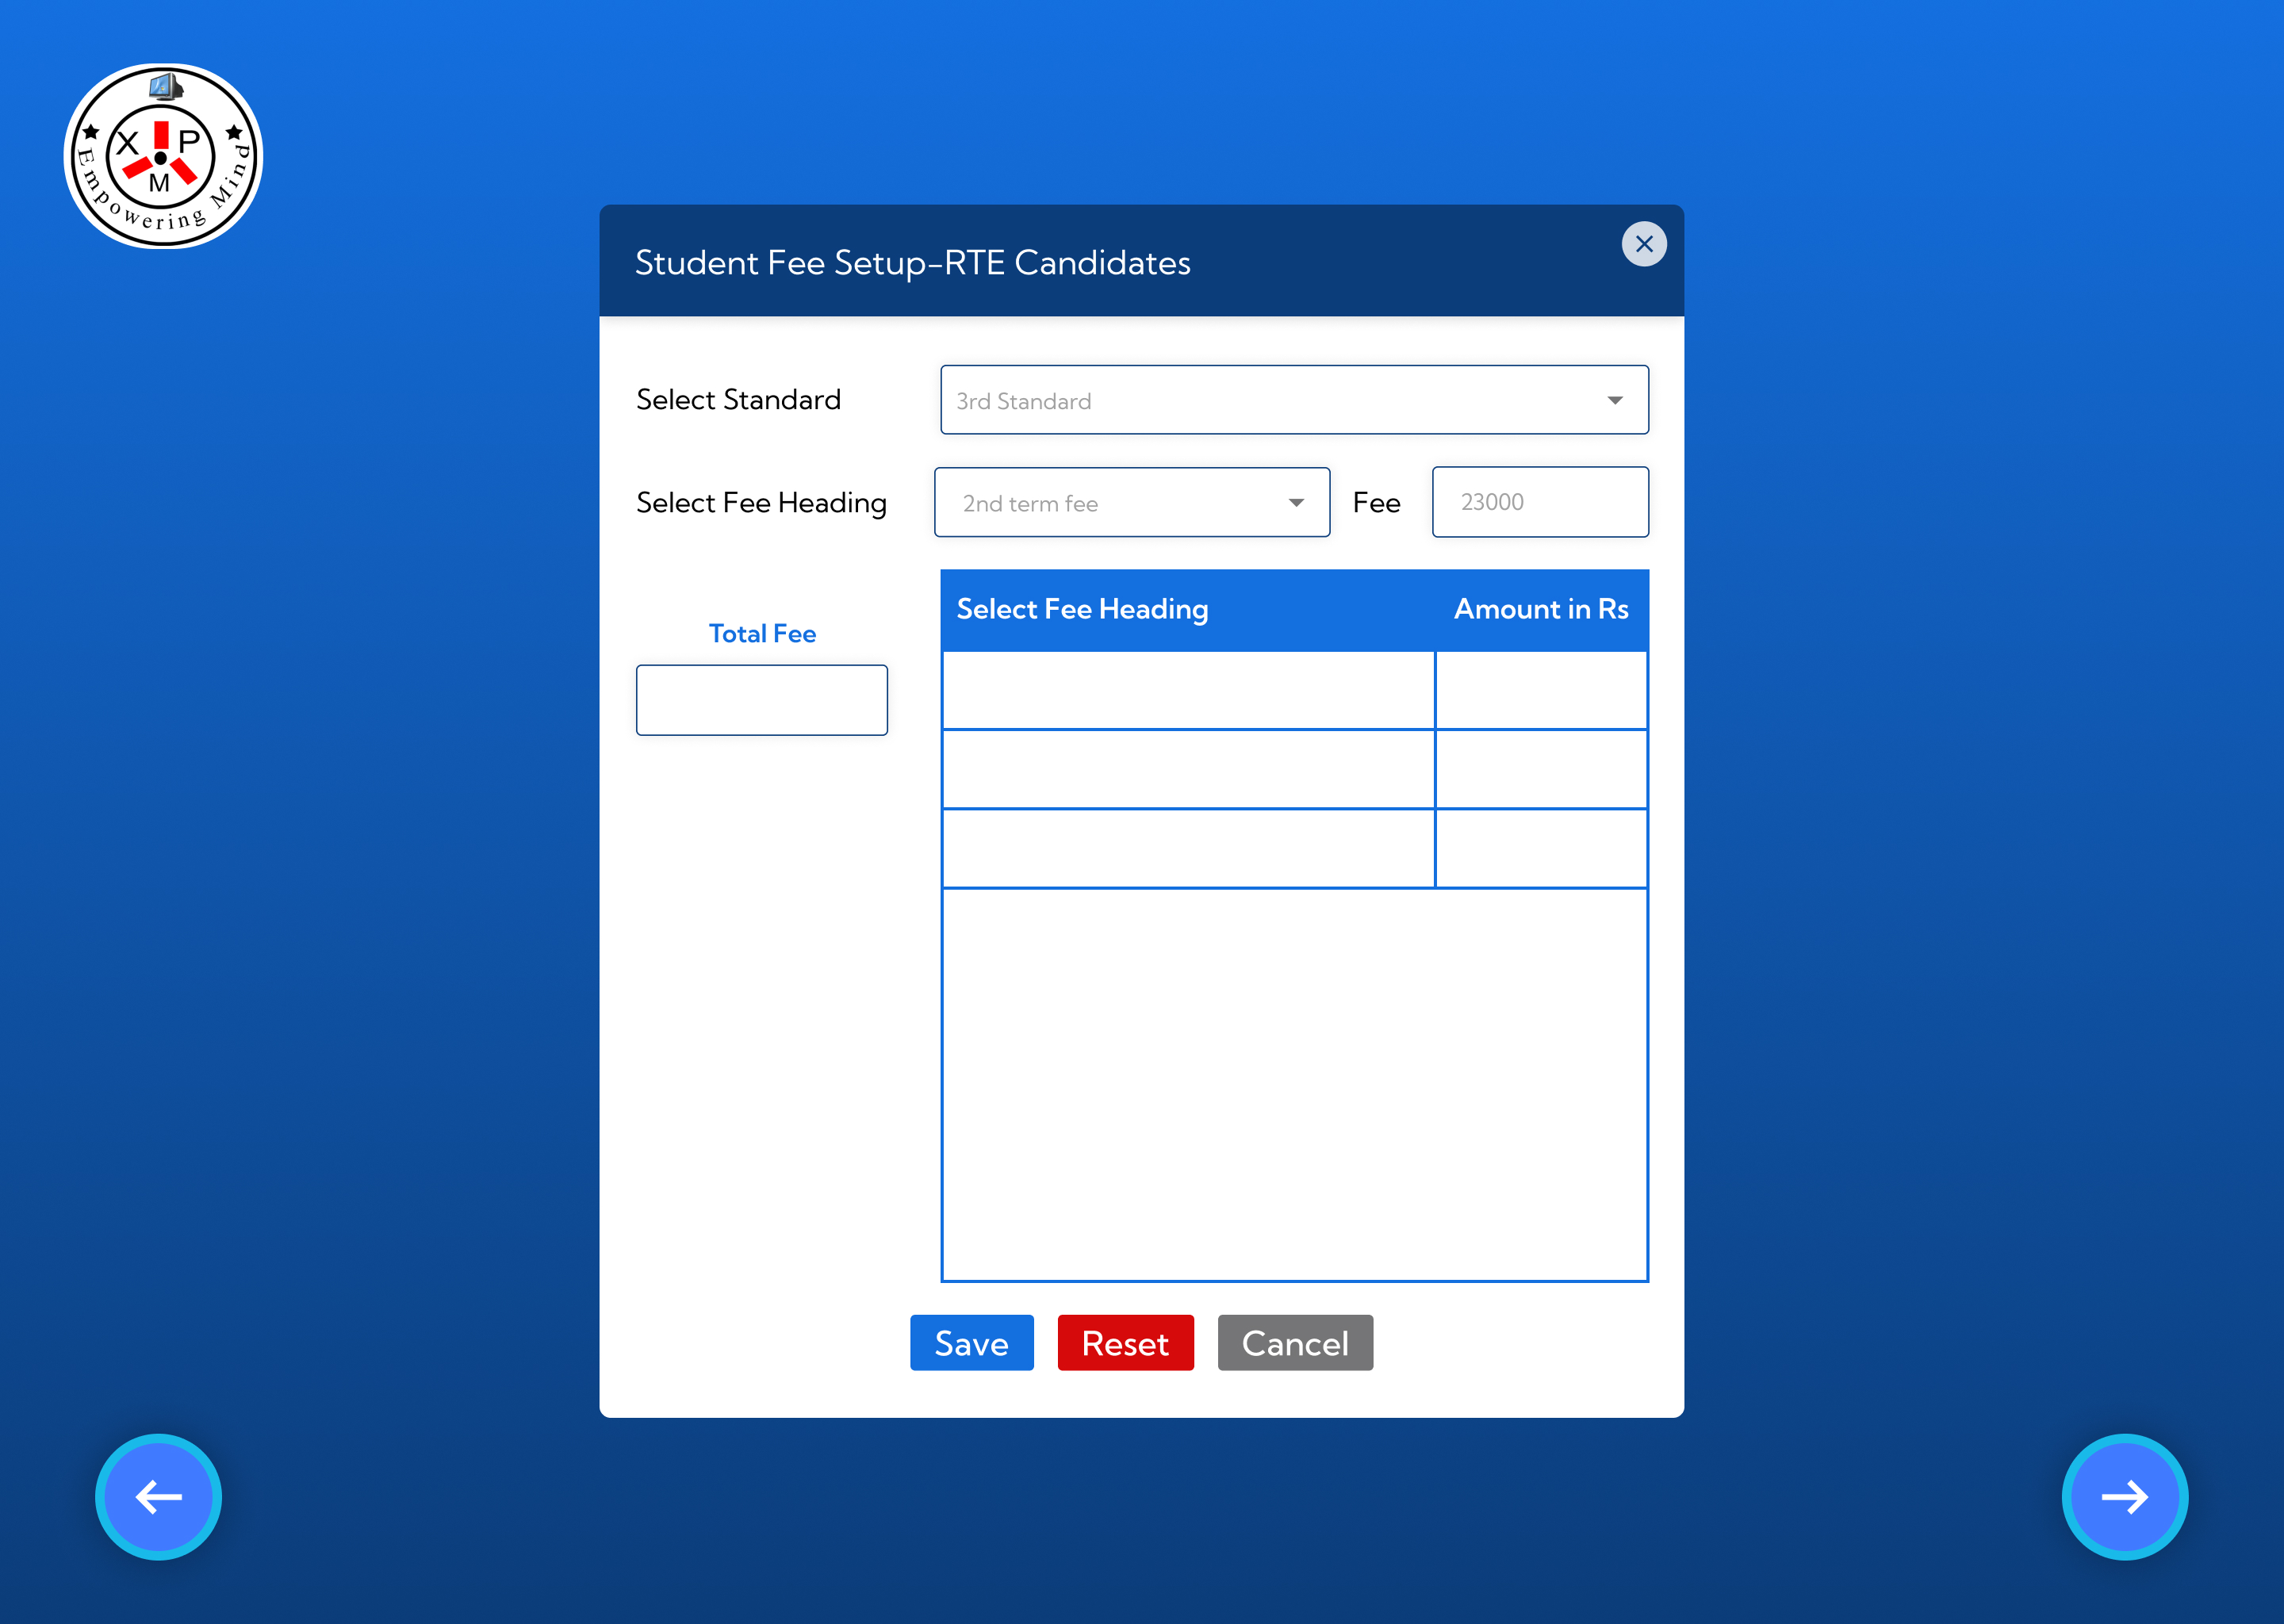 X P
M
Empowering Mind
Student Fee Setup-RTE Candidates
Select Standard 3rd Standard
Select Fee Heading 2nd term fee Fee 23000
Select Fee Heading Amount in Rs
Total Fee
Save Reset Cancel